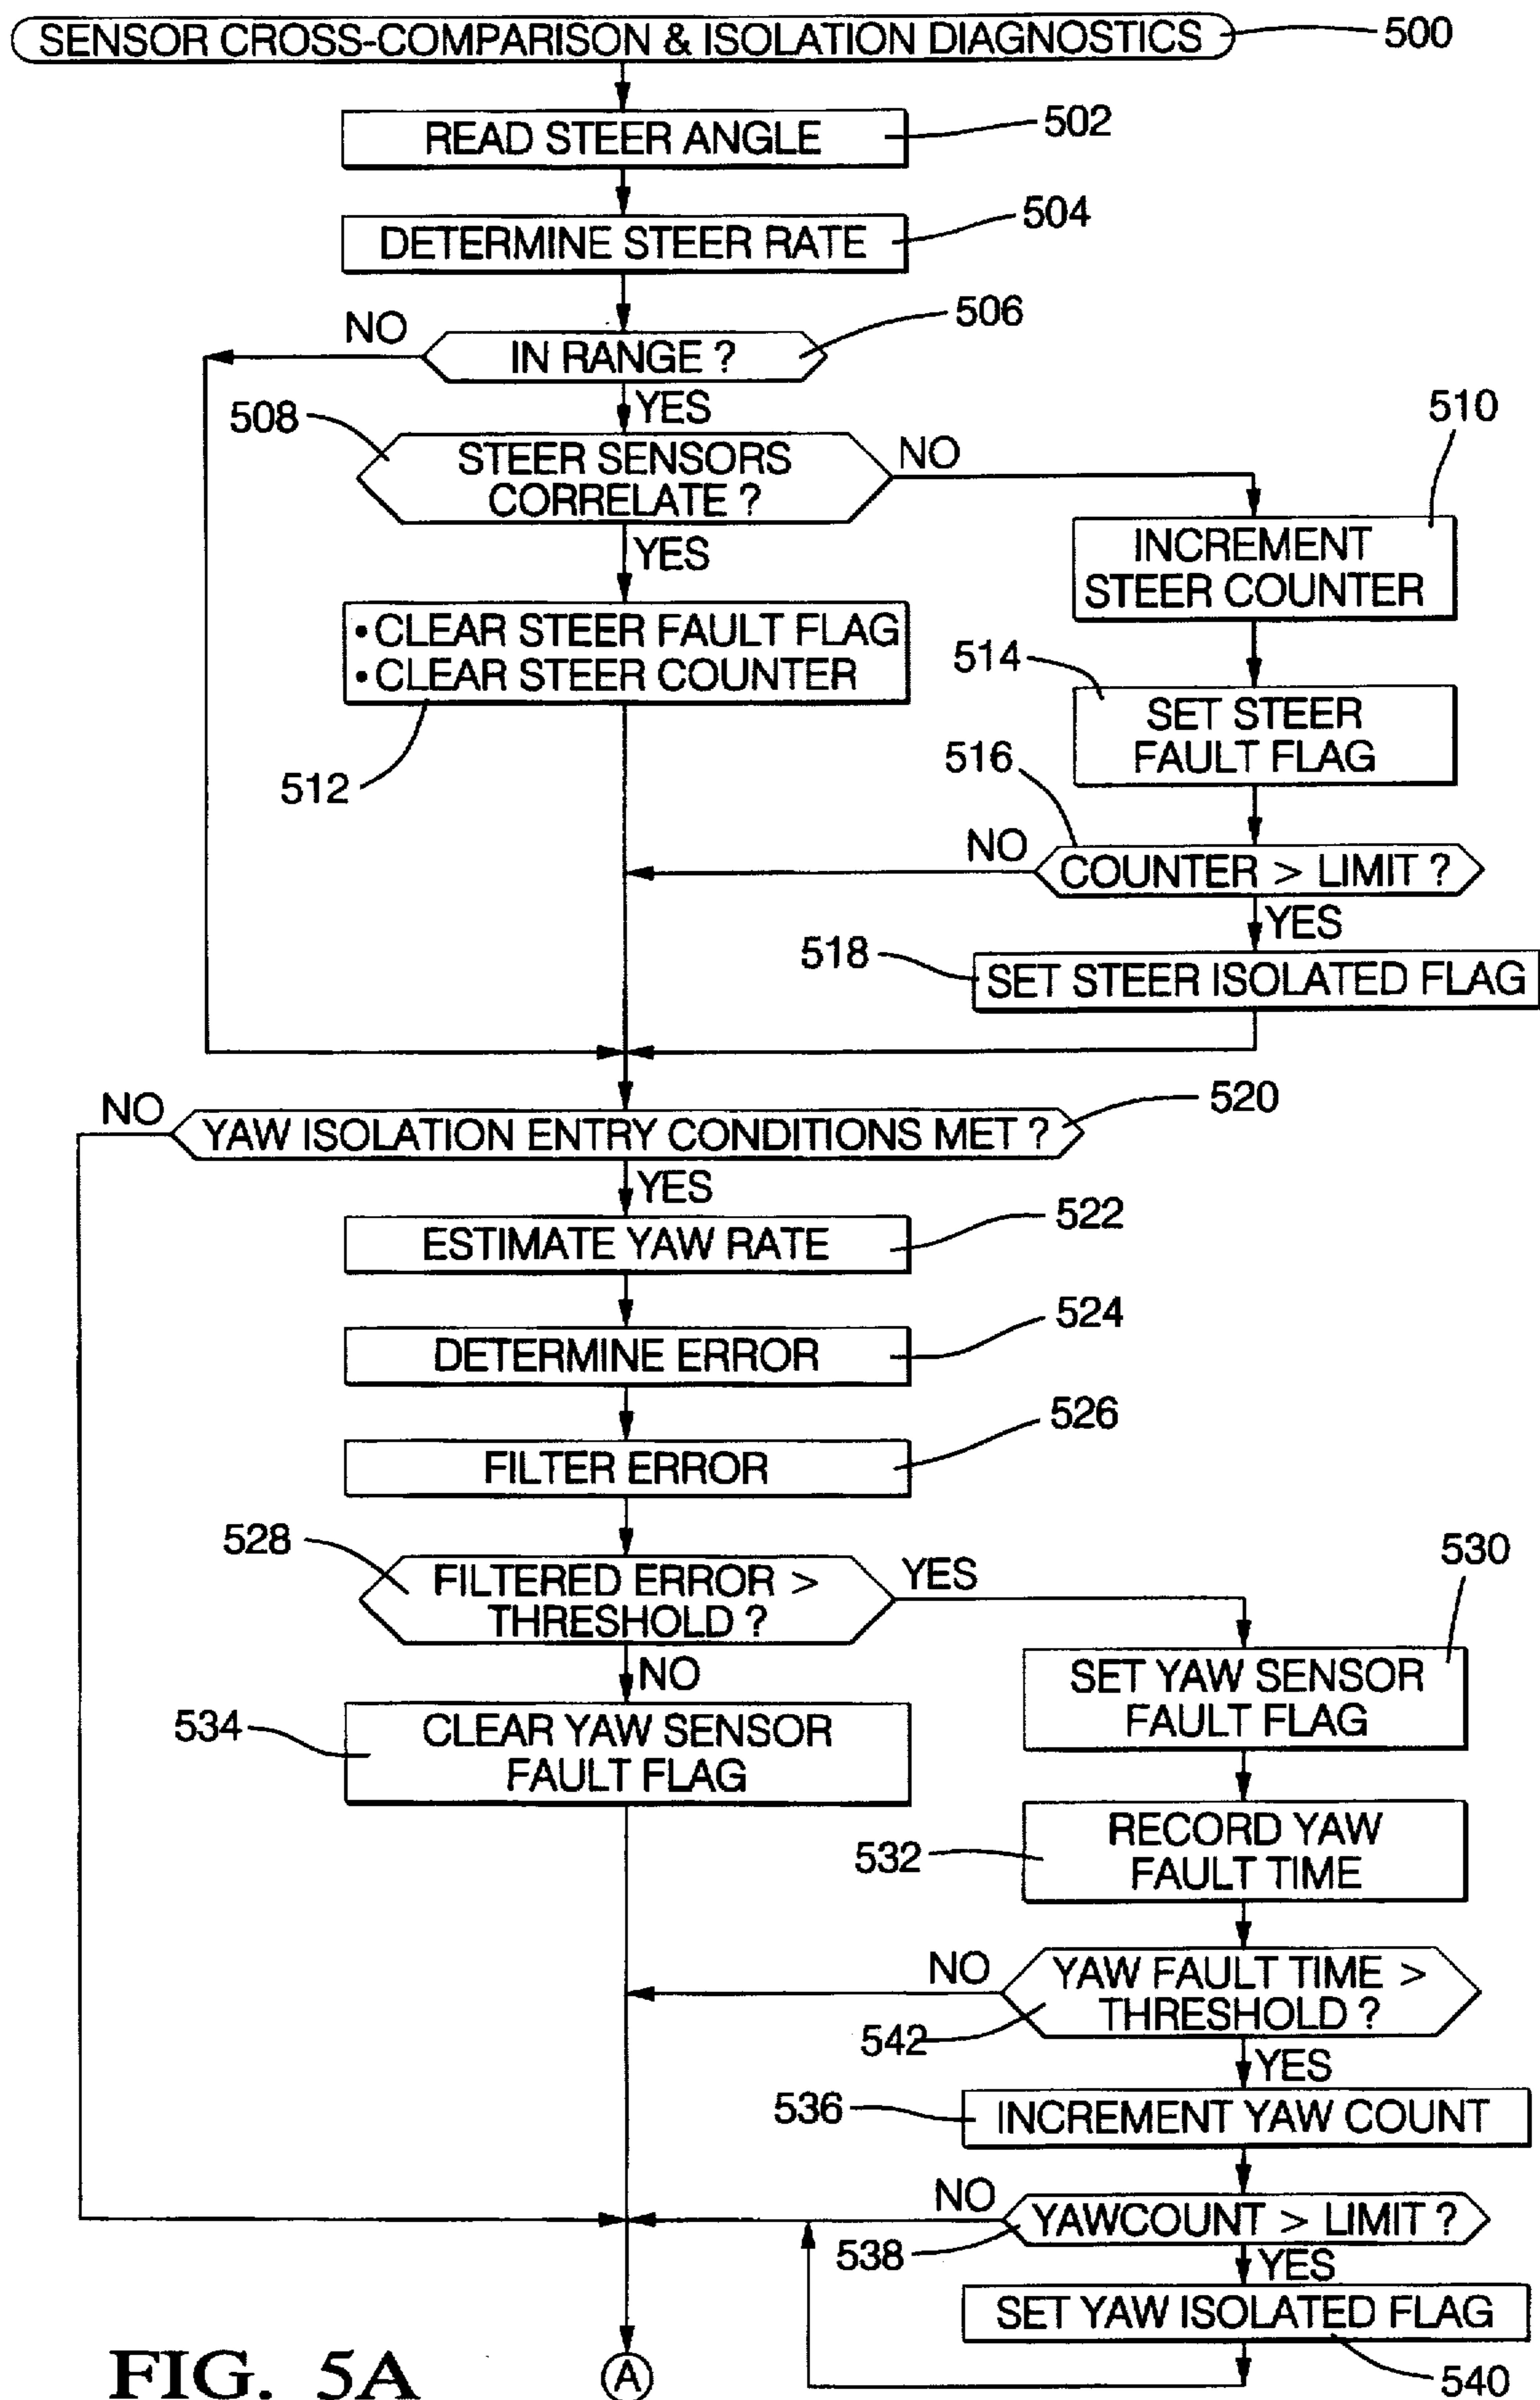 SENSOR CROSS-COMPARISON & ISOLATION DIAGNOSTICS
500
READ STEER ANGLE
502
DETERMINE STEER RATE
504
NO
IN RANGE ?
506
YES
508
STEER SENSORS
CORRELATE ?
NO
510
YES
INCREMENT
STEER COUNTER
• CLEAR STEER FAULT FLAG
• CLEAR STEER COUNTER
512
514
SET STEER
FAULT FLAG
516
NO
COUNTER > LIMIT ?
YES
518
SET STEER ISOLATED FLAG
NO
YAW ISOLATION ENTRY CONDITIONS MET ?
520
YES
ESTIMATE YAW RATE
522
DETERMINE ERROR
524
FILTER ERROR
526
528
FILTERED ERROR >
THRESHOLD ?
YES
530
NO
SET YAW SENSOR
FAULT FLAG
534
CLEAR YAW SENSOR
FAULT FLAG
532
RECORD YAW
FAULT TIME
NO
YAW FAULT TIME >
THRESHOLD ?
542
YES
536
INCREMENT YAW COUNT
NO
YAWCOUNT > LIMIT ?
538
YES
SET YAW ISOLATED FLAG
540
A
FIG. 5A